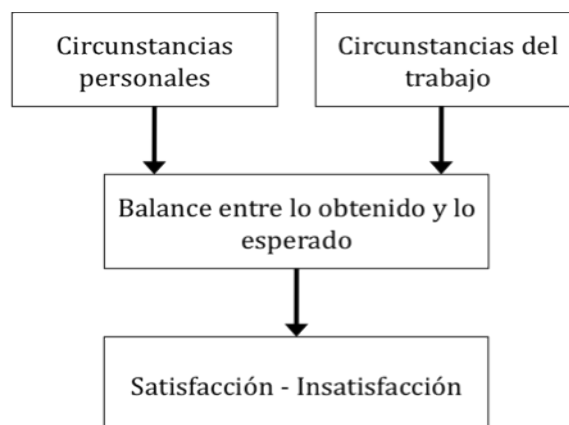 Circunstancias
personales
Circunstancias del
trabajo
Balance entre lo obtenido y lo
esperado
Satisfacción - Insatisfacción